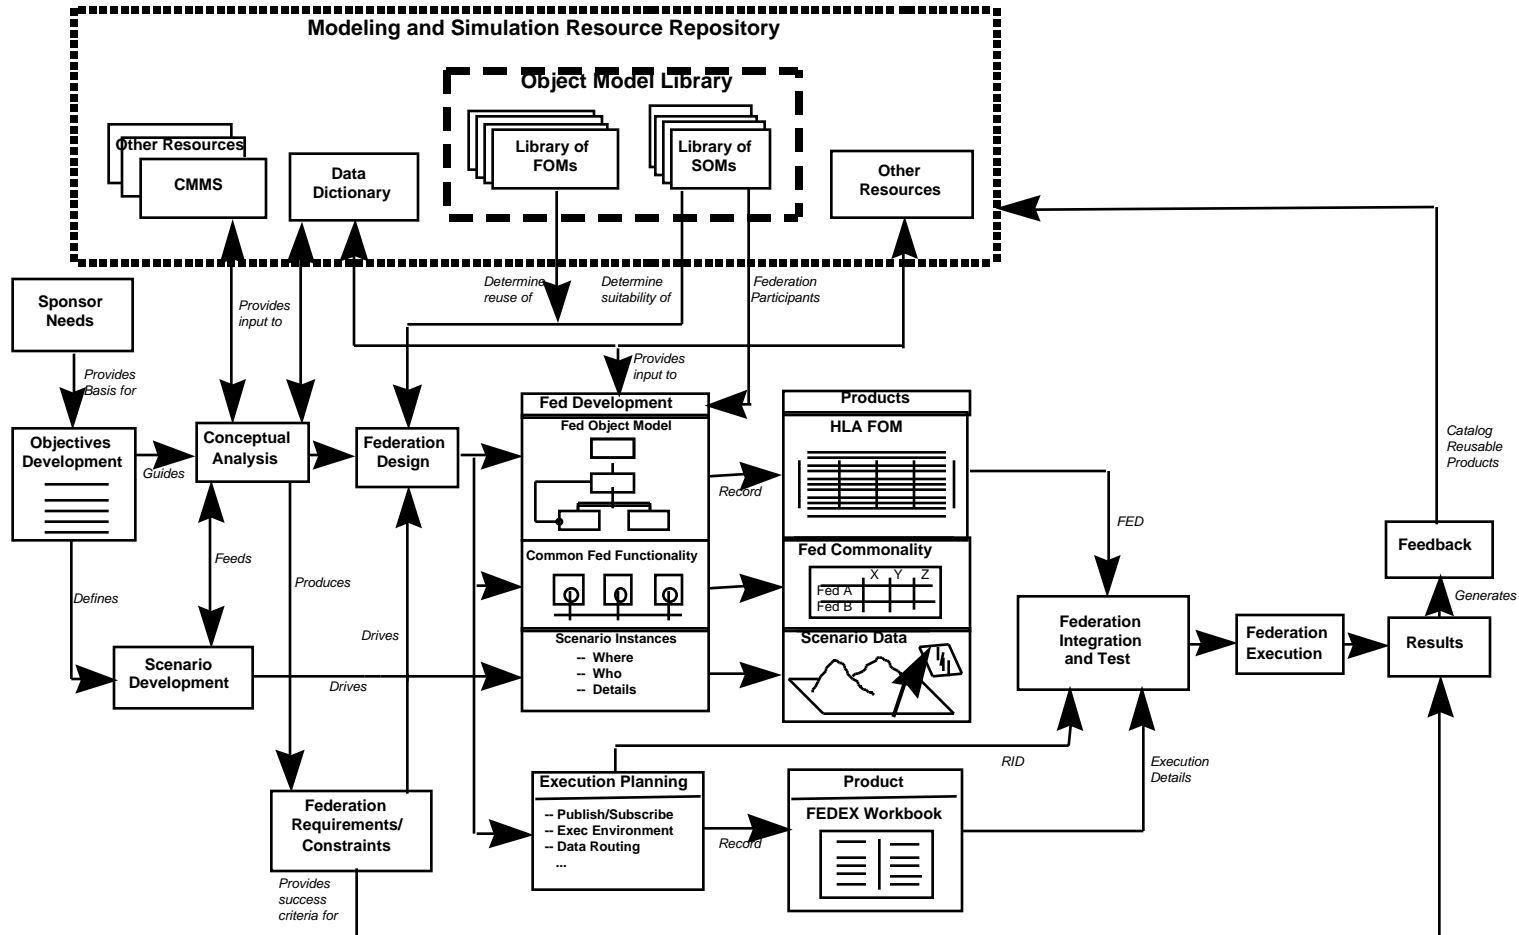 Modeling and Simulation Resource Repository
Object Model Library
Other Resources
CMMS
Data
Dictionary
Library of
FOMs
Library of
SOMs
Other
Resources
Sponsor
Needs
Provides
input to
Determine
reuse of
Determine
suitability of
Federation
Participants
Provides
Basis for
Provides
input to
Objectives
Development
Guides
Conceptual
Analysis
Federation
Design
Fed Development
Fed Object Model
Record
Products
HLA FOM
Catalog
Reusable
Products
FED
Feedback
Generates
Feeds
Produces
Defines
Drives
Common Fed Functionality
Fed Commonality
X Y Z
Fed A
Fed B
Scenario
Development
Drives
Scenario Instances
-- Where
-- Who
-- Details
Scenario Data
Federation
Integration
and Test
Federation
Execution
Results
RID
Execution
Details
Federation
Requirements/
Constraints
Provides
success
criteria for
Execution Planning
-- Publish/Subscribe
-- Exec Environment
-- Data Routing
...
Record
Product
FEDEX Workbook